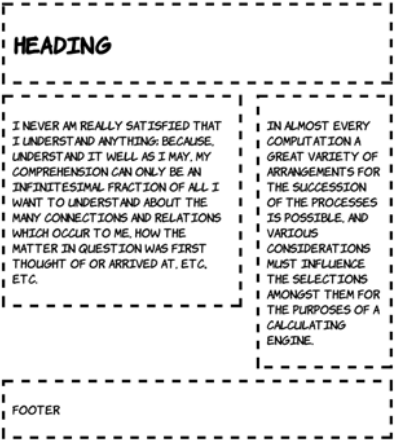 HEADING
I NEVER AM REALLY SATISFIED THAT
I UNDERSTAND ANYTHING; BECAUSE,
UNDERSTAND IT WELL AS I MAY, MY
COMPREHENSION CAN ONLY BE AN
INFINITESIMAL FRACTION OF ALL I
WANT TO UNDERSTAND ABOUT THE
MANY CONNECTIONS AND RELATIONS
WHICH OCCUR TO ME, HOW THE
MATTER IN QUESTION WAS FIRST
THOUGHT OF OR ARRIVED AT, ETC.,
ETC.
IN ALMOST EVERY
COMPUTATION A
GREAT VARIETY OF
ARRANGEMENTS FOR
THE SUCCESSION
OF THE PROCESSES
IS POSSIBLE, AND
VARIOUS
CONSIDERATIONS
MUST INFLUENCE
THE SELECTIONS
AMONGST THEM FOR
THE PURPOSES OF A
CALCULATING
ENGINE.
FOOTER